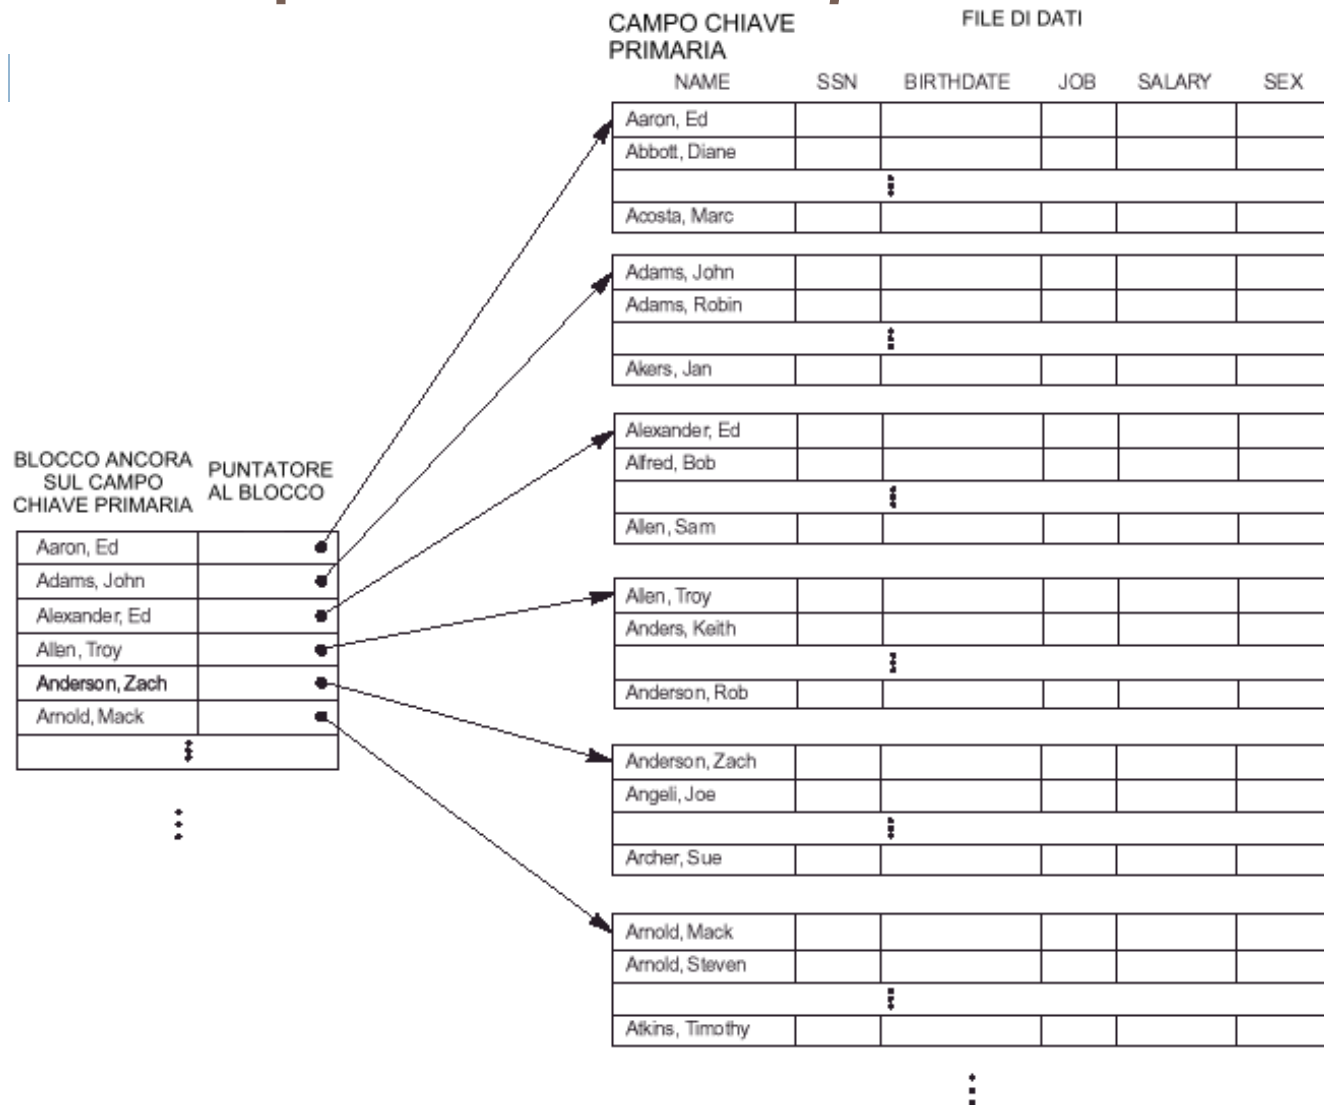 CAMPO CHIAVE
PRIMARIA
FILE DI DATI
NAME SSN BIRTHDATE JOB SALARY SEX
Aaron, Ed
Abbott, Diane
Acosta, Marc
Adams, John
Adams, Robin
Akers, Jan
Alexander, Ed
Alfred, Bob
Allen, Sam
Allen, Troy
Anders, Keith
Anderson, Rob
Anderson, Zach
Angeli, Joe
Archer, Sue
Arnold, Mack
Arnold, Steven
Atkins, Timothy
BLOCCO ANCORA
SUL CAMPO
CHIAVE PRIMARIA
PUNTATORE
AL BLOCCO
Aaron, Ed
Adams, John
Alexander, Ed
Allen, Troy
Anderson, Zach
Arnold, Mack